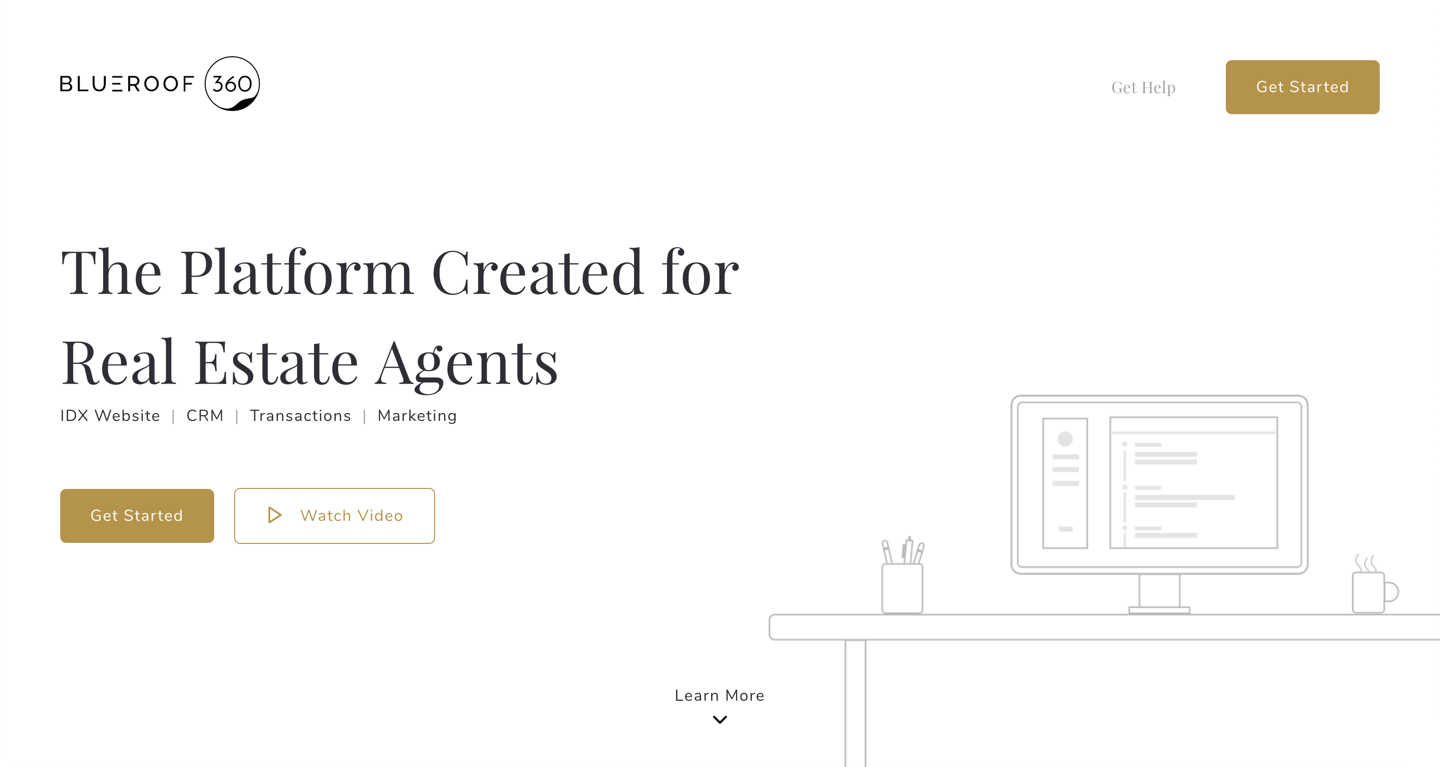 BLUEROOF 360
Get Help
Get Started
The Platform Created for
Real Estate Agents
IDX Website | CRM | Transactions | Marketing
Get Started
Watch Video
Learn More